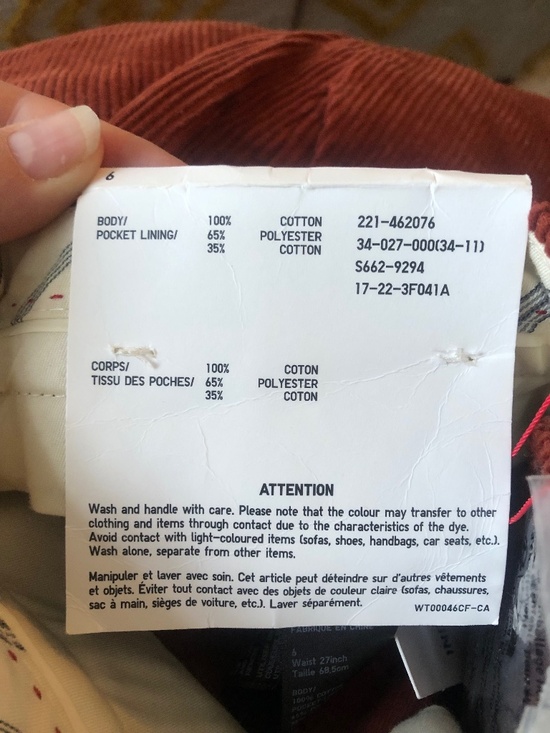 6
BODY/ 100% COTTON 221-462076
POCKET LINING/ 65% POLYESTER 34-027-000(34-11)
35% COTTON
S662-9294
17-22-3F041A
CORPS/ 100% COTON
TISSU DES POCHES/ 65% POLYESTER
35% COTON
ATTENTION
Wash and handle with care. Please note that the colour may transfer to other
clothing and items through contact due to the characteristics of the dye.
Avoid contact with light-coloured items (sofas, shoes, handbags, car seats, etc.).
Wash alone, separate from other items.
Manipuler et laver avec soin. Cet article peut déteindre sur d'autres vêtements
et objets. Éviter tout contact avec des objets de couleur claire (sofas, chaussures,
sac à main, sièges de voiture, etc.). Laver séparément.
WT00046CF-CA
FABRIQUÉ EN CHINE
6
Waist 27inch
Taille 68.5cm
BODY/